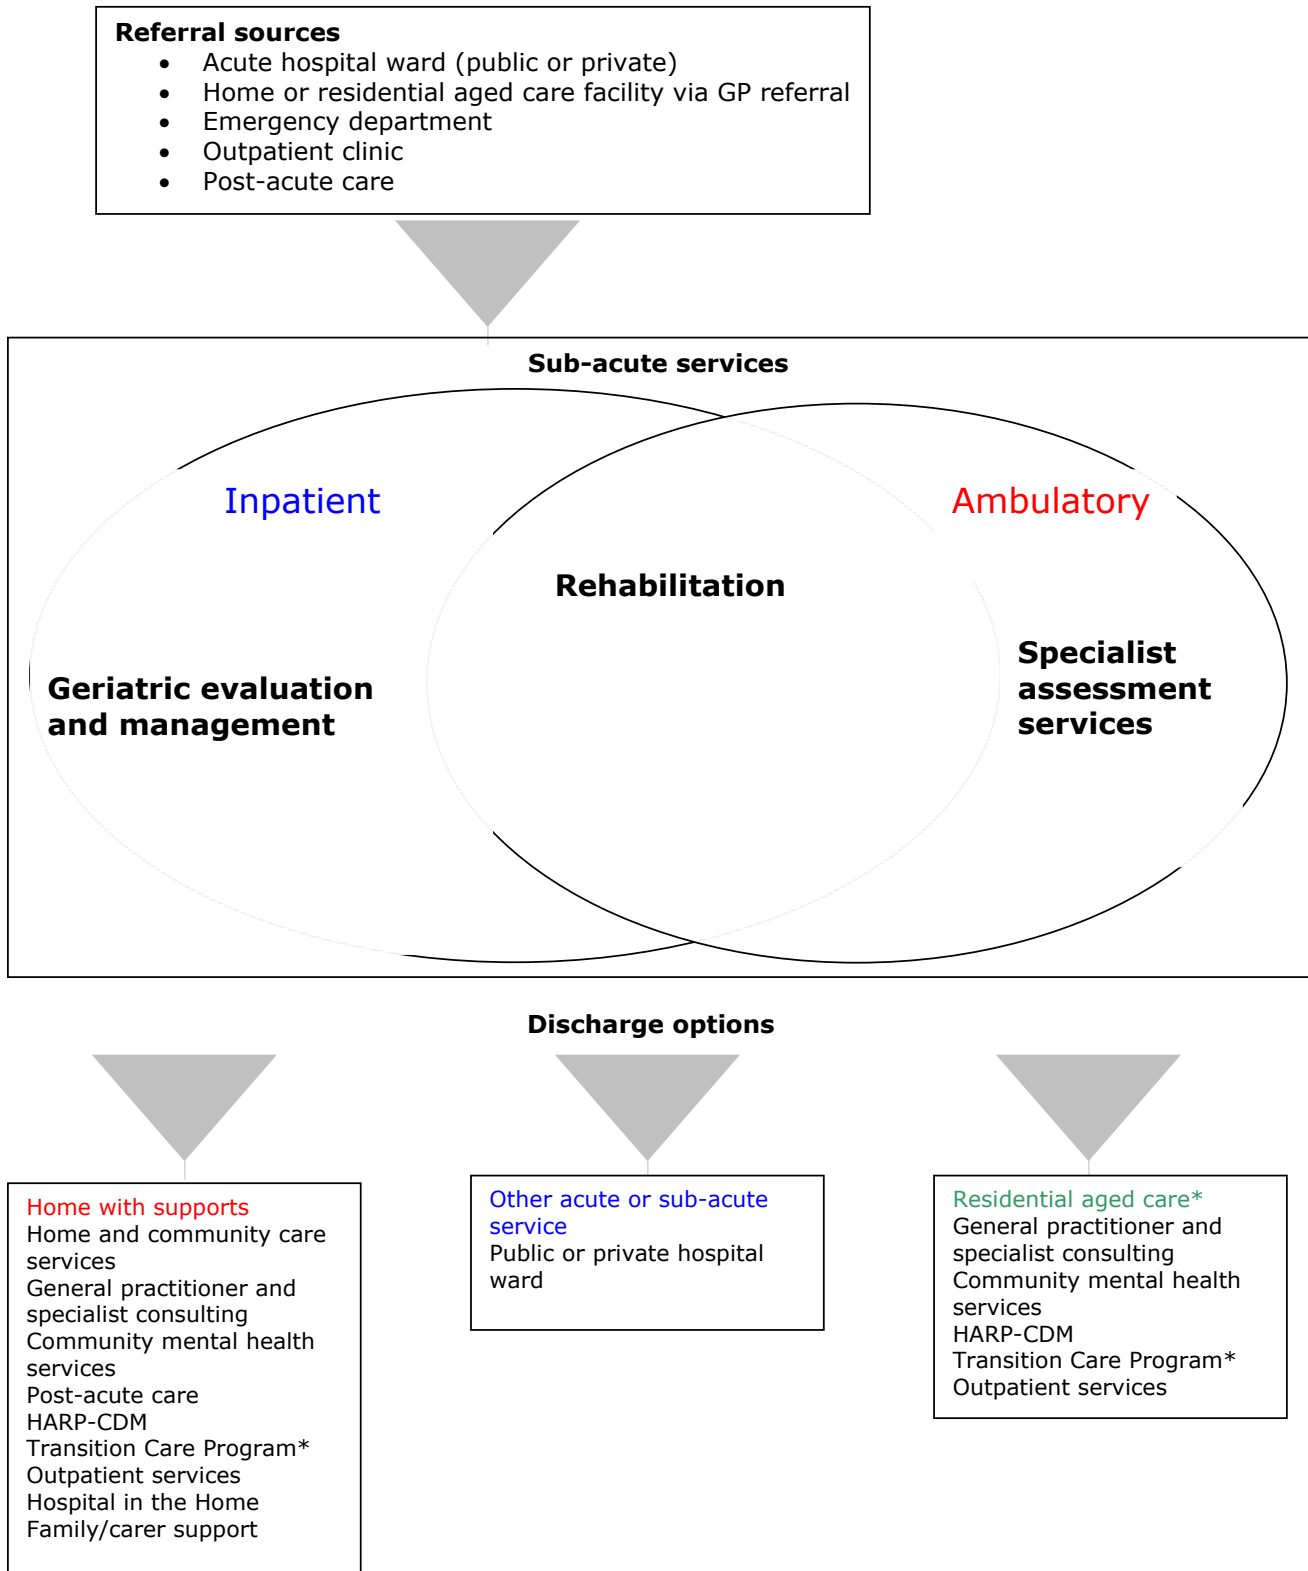 Referral sources
• Acute hospital ward (public or private)
• Home or residential aged care facility via GP referral
• Emergency department
• Outpatient clinic
• Post-acute care
Sub-acute services
Inpatient
Ambulatory
Rehabilitation
Geriatric evaluation
and management
Specialist
assessment
services
Discharge options
Home with supports
Home and community care
services
General practitioner and
specialist consulting
Community mental health
services
Post-acute care
HARP-CDM
Transition Care Program*
Outpatient services
Hospital in the Home
Family/carer support
Other acute or sub-acute
service
Public or private hospital
ward
Residential aged care*
General practitioner and
specialist consulting
Community mental health
services
HARP-CDM
Transition Care Program*
Outpatient services